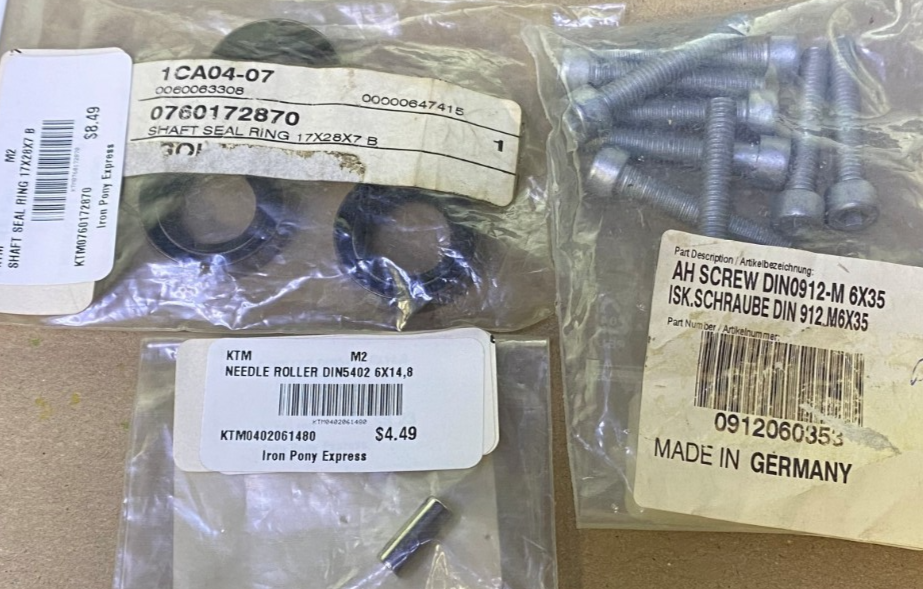 1CA04-07
0060063308
00000647415
0760172870
SHAFT SEAL RING 17X28X7 B
1
M2
SHAFT SEAL RING 17X28X7 B
KTM0760172870
$8.49
KTM0760172870
Iron Pony Express
KTM M2
NEEDLE ROLLER DIN5402 6X14,8
KTM0402061480
KTM0402061480 $4.49
Iron Pony Express
Part Description / Artikelbezeichnung:
AH SCREW DIN0912-M 6X35
ISK.SCHRAUBE DIN 912.M6X35
Part Number / Artikelnummer
0912060353
MADE IN GERMANY